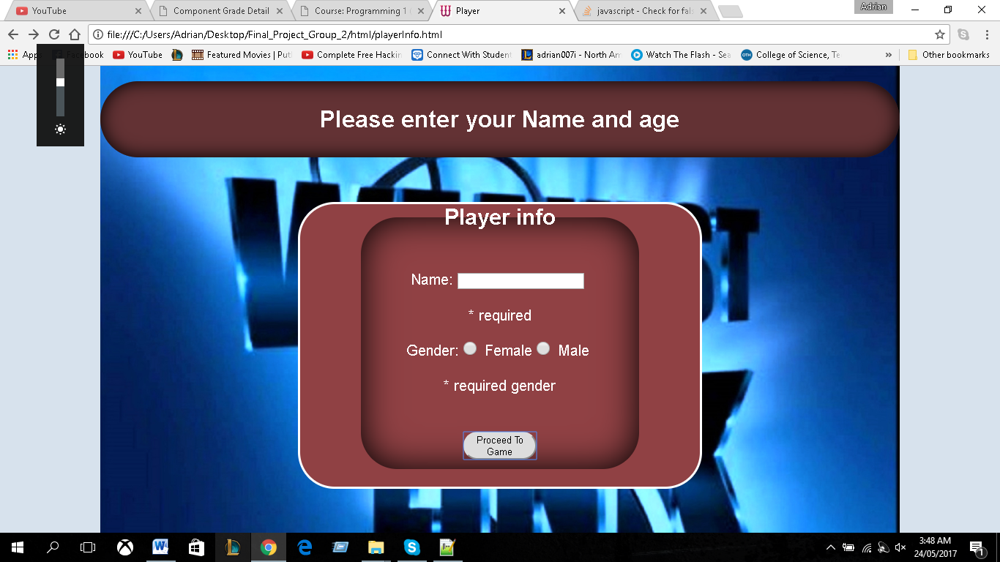 YouTube
Component Grade Detail
Course: Programming 1 (
Player
javascript - Check for fals
Adrian
file:///C:/Users/Adrian/Desktop/Final_Project_Group_2/html/playerInfo.html
Apps
Facebook
YouTube
Featured Movies | Put
Complete Free Hackin
Connect With Student
adrian007i - North Am
Watch The Flash - Sea
College of Science, Te
»
Other bookmarks
Please enter your Name and age
Player info
Name:
* required
Gender: Female Male
* required gender
Proceed To
Game
3:48 AM
24/05/2017
1